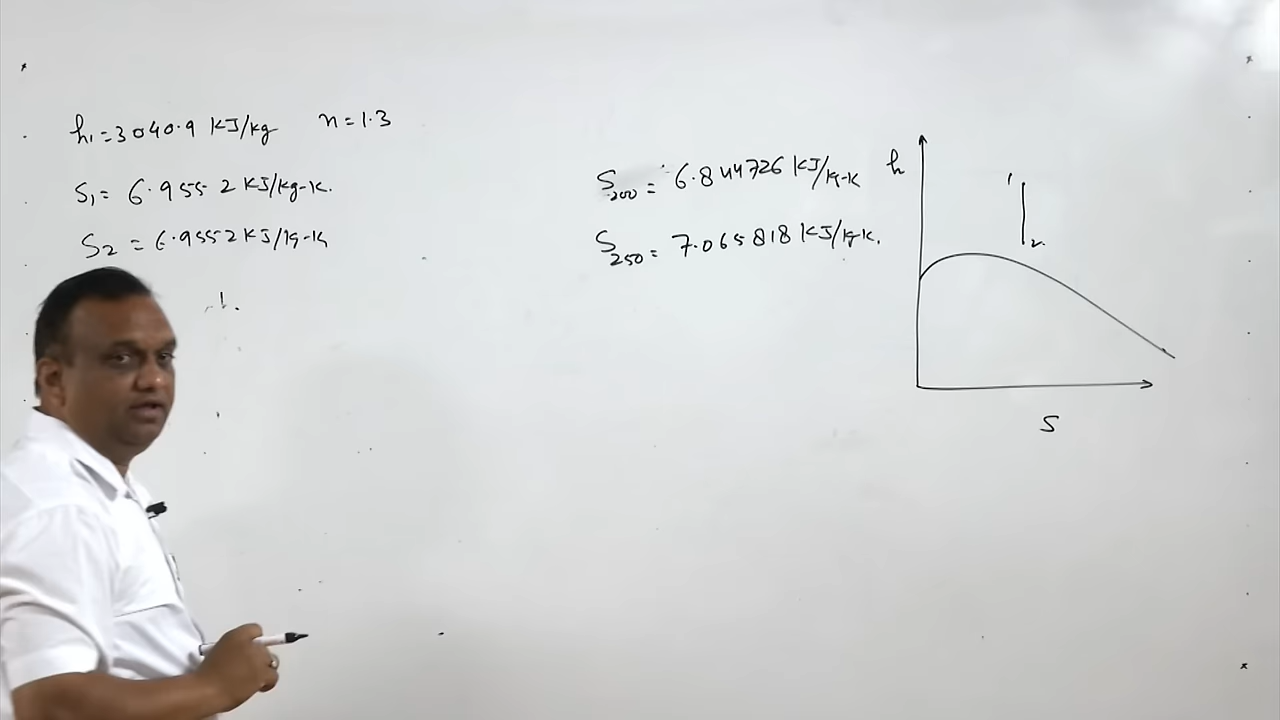 h₁=3040.9 KJ/kg n=1.3
S₁= 6.9552 KJ/kg-K.
S₂ = 6.9552 KJ/kg-K
S₂₀₀ = 6.844726 KJ/kg-K
S₂₅₀ = 7.065818 KJ/kg-K.
h
1
2
S